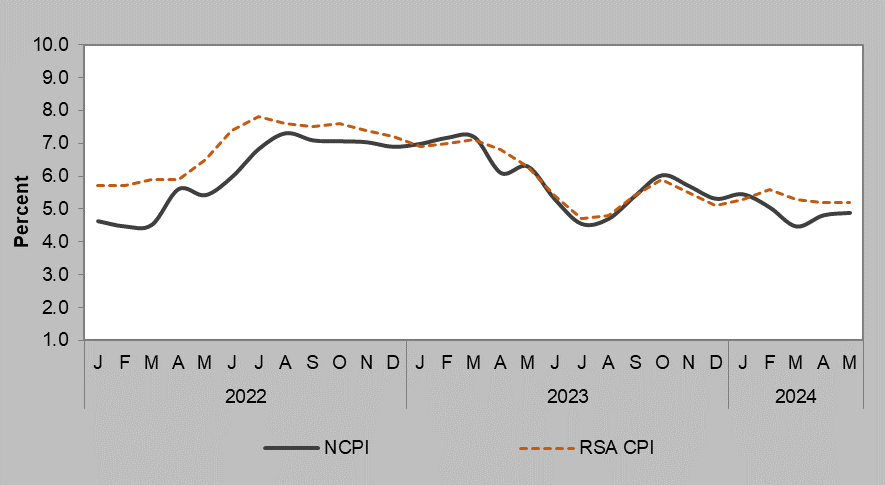 10.0
9.0
8.0
7.0
6.0
5.0
4.0
3.0
2.0
1.0
Percent
J F M A M J J A S O N D J F M A M J J A S O N D J F M A M
2022 2023 2024
NCPI RSA CPI